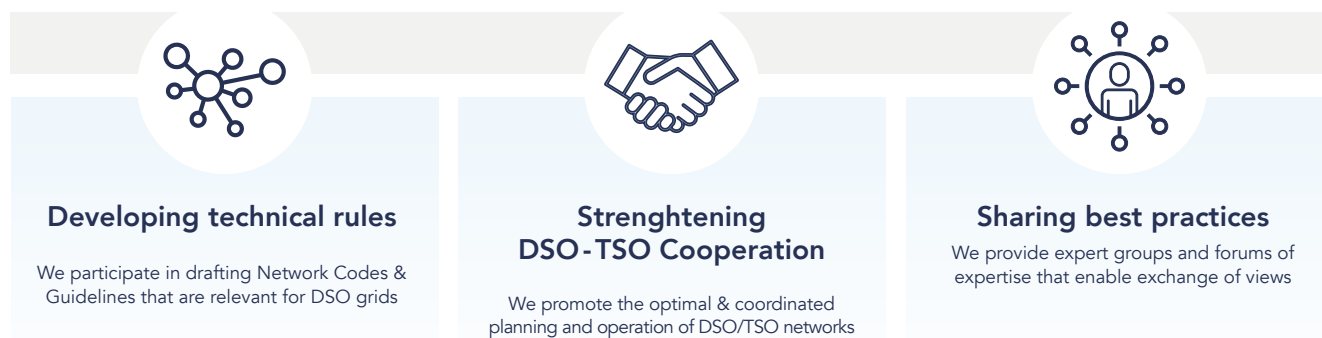 Developing technical rules
We participate in drafting Network Codes &
Guidelines that are relevant for DSO grids
Strenghtening
DSO-TSO Cooperation
We promote the optimal & coordinated
planning and operation of DSO/TSO networks
Sharing best practices
We provide expert groups and forums of
expertise that enable exchange of views